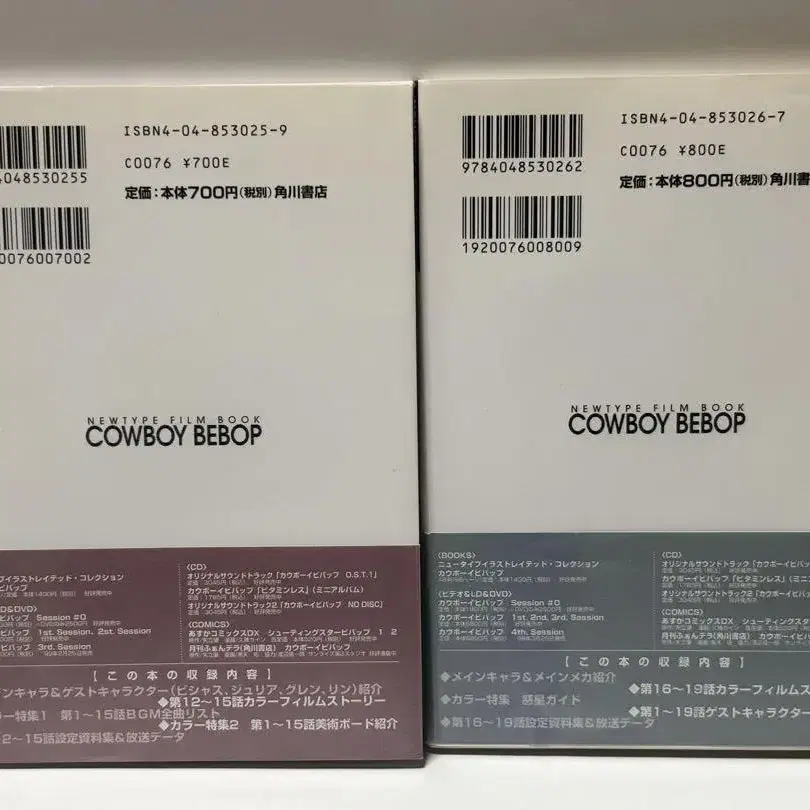 ISBN4-04-853025-9
C0076 ¥700E
4048530255
定価:本体700円(税別)角川書店
0076007002
NEWTYPE FILM BOOK
COWBOY BEBOP
ブイラストレイテッド・コレクション
ビバップ
〈CD〉
オリジナルサウンドトラック「カウボーイビバップ O.S.T.1」
カウボーイビバップ「ビタミンレス」(ミニアルバム)
オリジナルサウンドトラック2「カウボーイビバップ NO DISC」
D&DVD〉
ビバップ Session #0
ビバップ 1st. Session、2st. Session
ビバップ 3rd. Session
〈COMICS〉
あすかコミックスDX シューティングスタービバップ 1 2
月刊ふぁんデラ(角川書店) カウボーイビバップ
【この本の収録内容】
ンキャラ&ゲストキャラクター(ビシャス、ジュリア、グレン、リン)紹介
◆第12〜15話カラーフィルムストーリー
ラー特集1 第1〜15話BGM全曲リスト
◆カラー特集2 第1〜15話美術ボード紹介
2〜15話設定資料集&放送データ
ISBN4-04-853026-7
C0076 ¥800E
9784048530262
定価:本体800円(税別)角川書
1920076008009
NEWTYPE FILM BOOK
COWBOY BEBOP
〈BOOKS〉
ニュータイプイラストレイテッド・コレクション
カウボーイビバップ
〈ビデオ&LD&DVD〉
カウボーイビバップ Session #0
カウボーイビバップ 1st, 2nd, 3rd. Session
カウボーイビバップ 4th. Session
〈CD〉
オリジナルサウンドトラック「カウボーイビバッ
カウボーイビバップ「ビタミンレス」(ミニ
オリジナルサウンドトラック2「カウボーイビバップ
〈COMICS〉
あすかコミックスDX シューティングスタービ
月刊ふぁんデラ(角川書店) カウボーイビバップ
【この本の収録内容】
◆メインキャラ&メインメカ紹介
◆第16〜19話カラーフィルムス
◆カラー特集 惑星ガイド
◆第1〜19話ゲストキャラクター
◆第16〜19話設定資料集&放送データ